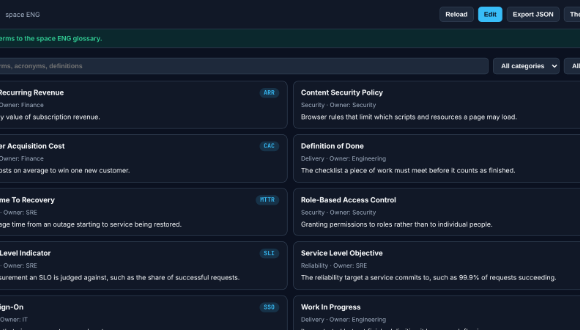 space ENG
Reload
Edit
Export JSON
erms to the space ENG glossary.
rms, acronyms, definitions
All categories
Recurring Revenue
ARR
Owner: Finance
y value of subscription revenue.
Content Security Policy
Security · Owner: Security
Browser rules that limit which scripts and resources a page may load.
er Acquisition Cost
CAC
Owner: Finance
osts on average to win one new customer.
Definition of Done
Delivery · Owner: Engineering
The checklist a piece of work must meet before it counts as finished.
me To Recovery
MTTR
· Owner: SRE
age time from an outage starting to service being restored.
Role-Based Access Control
Security · Owner: Security
Granting permissions to roles rather than to individual people.
Level Indicator
SLI
· Owner: SRE
surement an SLO is judged against, such as the share of successful requests.
Service Level Objective
Reliability · Owner: SRE
The reliability target a service commits to, such as 99.9% of requests succeeding.
ign-On
SSO
Owner: IT
Work In Progress
Delivery · Owner: Engineering